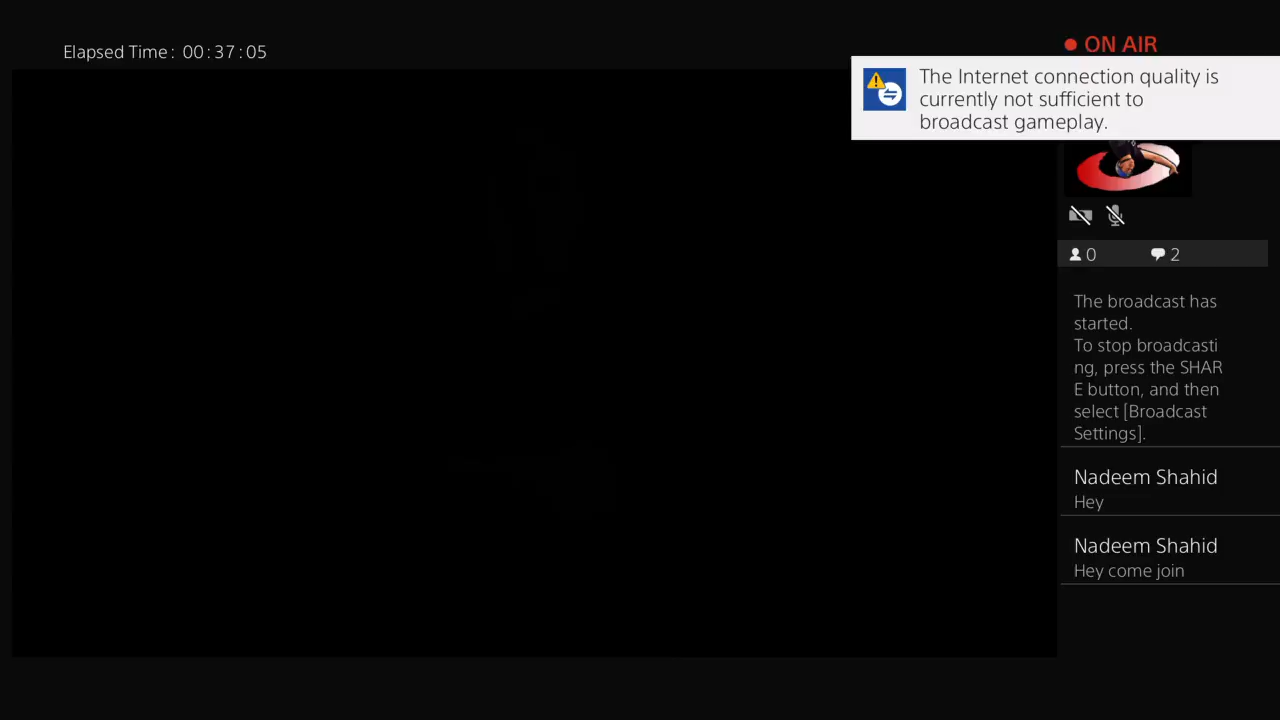 Elapsed Time: 00:37:05
ON AIR
The Internet connection quality is
currently not sufficient to
broadcast gameplay.
0 2
The broadcast has
started.
To stop broadcasti
ng, press the SHAR
E button, and then
select [Broadcast
Settings].
Nadeem Shahid
Hey
Nadeem Shahid
Hey come join